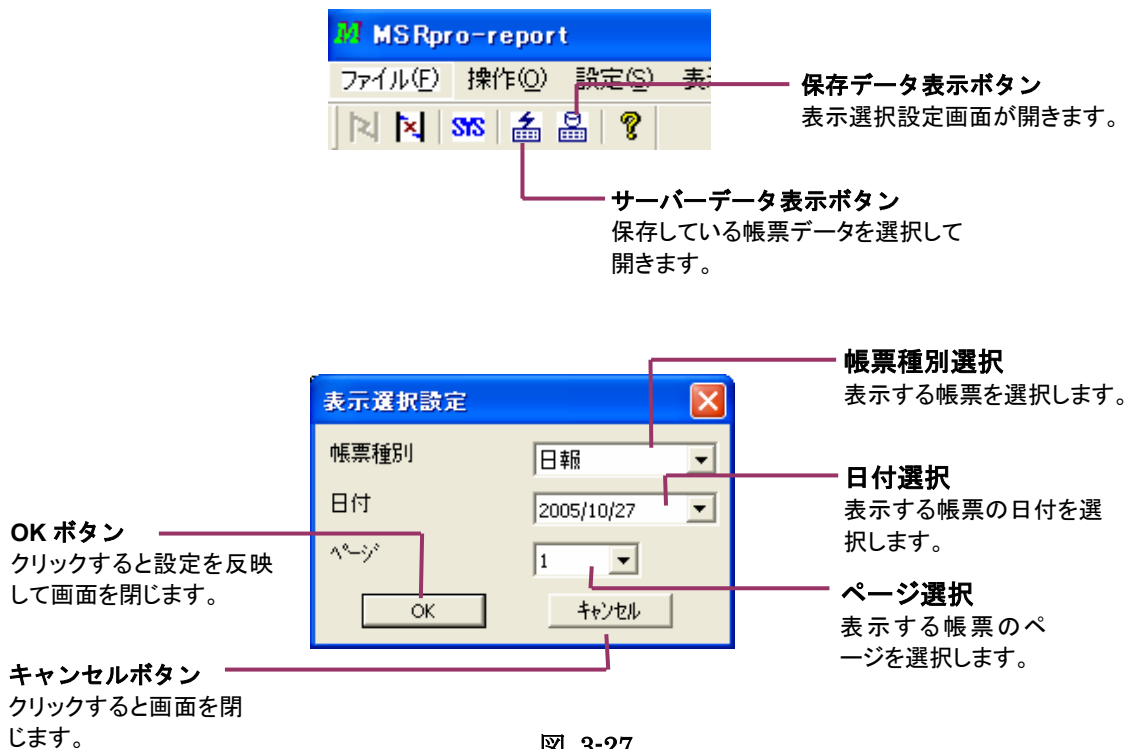 MSRpro-report
ファイル(F) 操作(O) 設定(S) 表
SYS
保存データ表示ボタン
表示選択設定画面が開きます。
サーバーデータ表示ボタン
保存している帳票データを選択して
開きます。
帳票種別選択
表示する帳票を選択します。
表示選択設定
帳票種別
日報
日付
2005/10/27
ページ
1
OK
キャンセル
日付選択
表示する帳票の日付を選
択します。
OK ボタン
クリックすると設定を反映
して画面を閉じます。
ページ選択
表示する帳票のペ
ージを選択します。
キャンセルボタン
クリックすると画面を閉
じます。
図 3-27